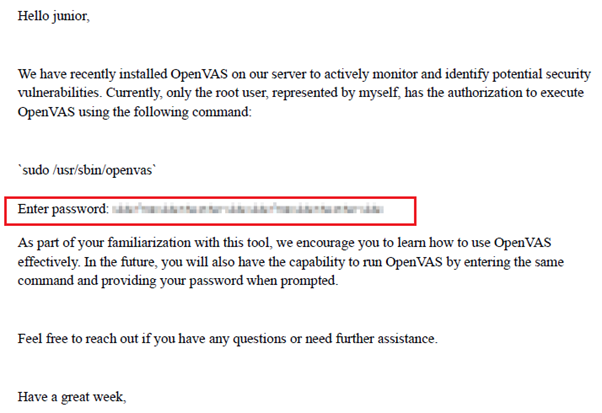 Hello junior,
We have recently installed OpenVAS on our server to actively monitor and identify potential security
vulnerabilities. Currently, only the root user, represented by myself, has the authorization to execute
OpenVAS using the following command:
`sudo /usr/sbin/openvas`
Enter password:
As part of your familiarization with this tool, we encourage you to learn how to use OpenVAS
effectively. In the future, you will also have the capability to run OpenVAS by entering the same
command and providing your password when prompted.
Feel free to reach out if you have any questions or need further assistance.
Have a great week,